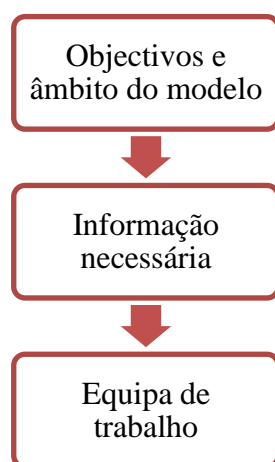 Objectivos e
âmbito do modelo
Informação
necessária
Equipa de
trabalho